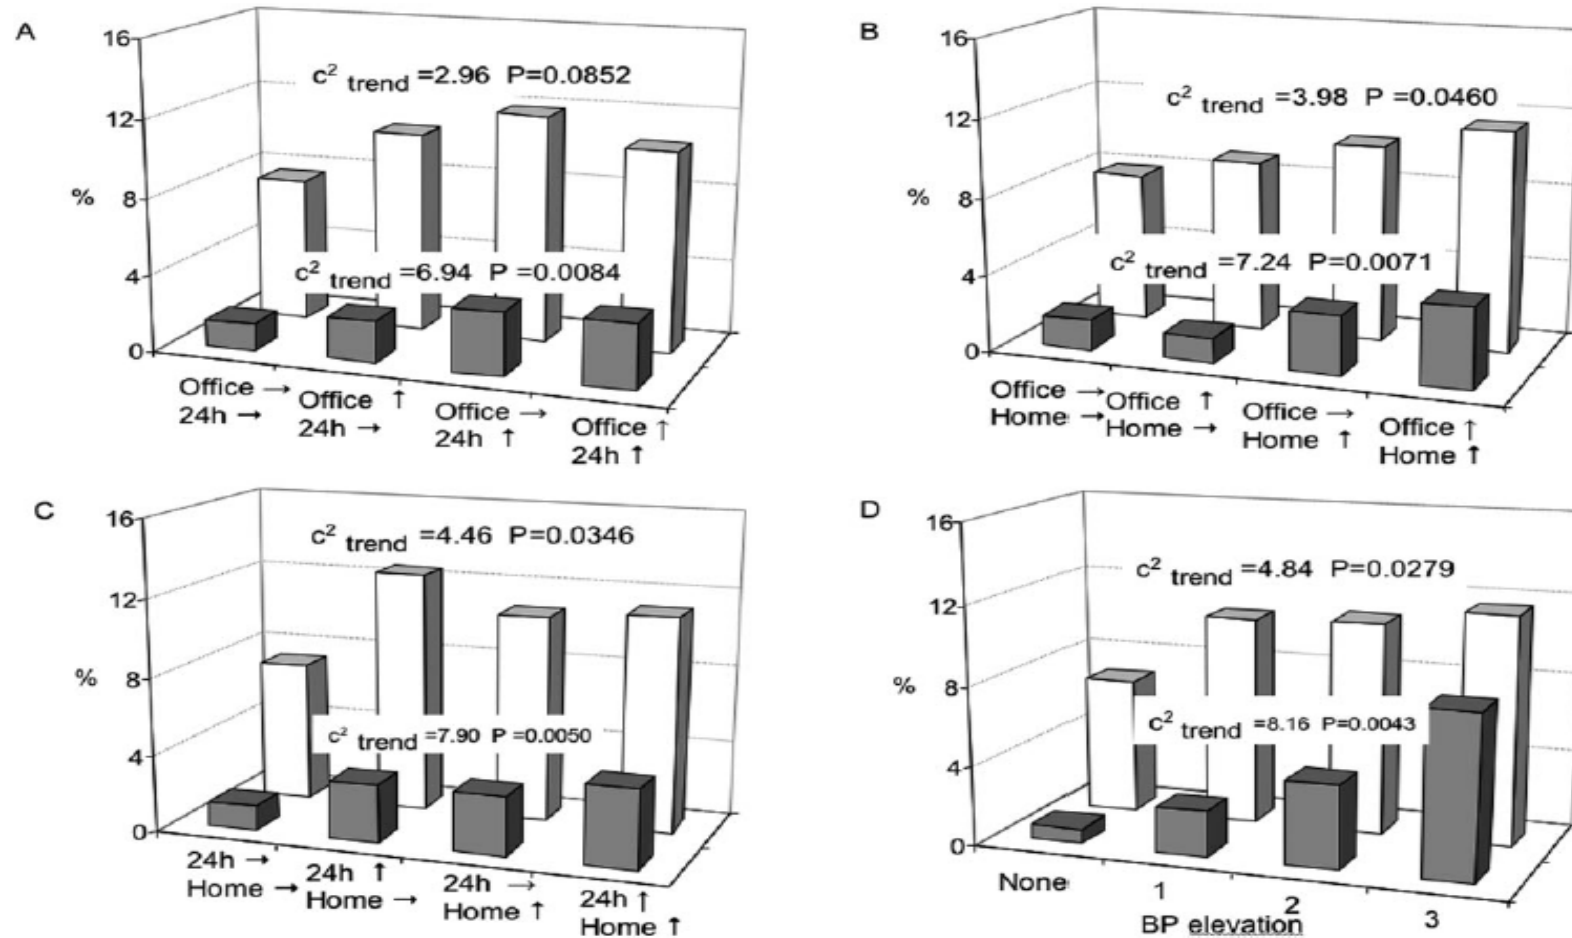 A
16
12
%
8
4
0
c² trend =2.96 P=0.0852
c² trend =6.94 P =0.0084
Office →
24h →
Office ↑
24h →
Office →
24h ↑
Office ↑
24h ↑
B
16
12
%
8
4
0
c² trend =3.98 P =0.0460
c² trend =7.24 P=0.0071
Office →
Home →
Office ↑
Home →
Office →
Home ↑
Office ↑
Home ↑
C
16
12
%
8
4
0
c² trend =4.46 P=0.0346
c² trend =7.90 P =0.0050
24h →
Home →
24h ↑
Home →
24h →
Home ↑
24h ↑
Home ↑
D
16
12
%
8
4
0
c² trend =4.84 P=0.0279
c² trend =8.16 P=0.0043
None
1
2
3
BP elevation